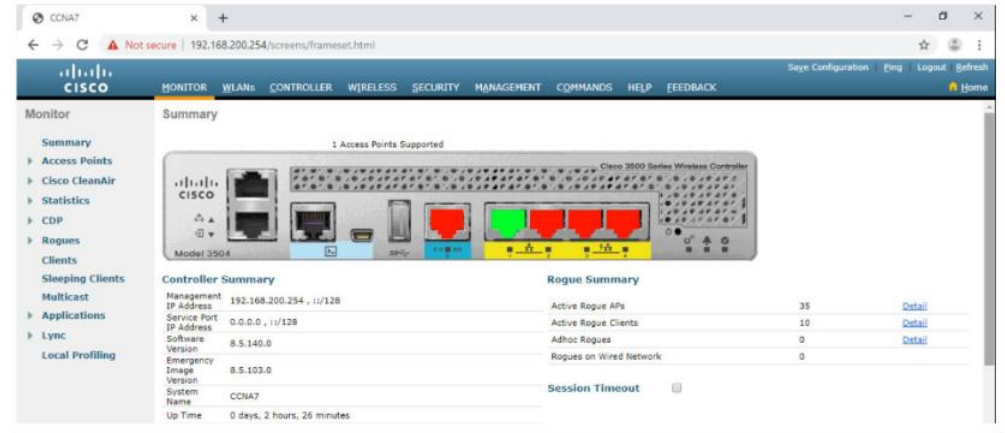 CCNA7
Not secure | 192.168.200.254/screens/frameset.html
Save Configuration Ping Logout Refresh
CISCO
MONITOR WLANs CONTROLLER WIRELESS SECURITY MANAGEMENT COMMANDS HELP FEEDBACK
Home
Monitor
Summary
Access Points
Cisco CleanAir
Statistics
CDP
Rogues
Clients
Sleeping Clients
Multicast
Applications
Lync
Local Profiling
Summary
1 Access Points Supported
Cisco 3500 Series Wireless Controller
CISCO
Model 3504
Controller Summary
Management IP Address 192.168.200.254 , ::/128
Service Port IP Address 0.0.0.0 , ::/128
Software Version 8.5.140.0
Emergency Image Version 8.5.103.0
System Name CCNA7
Up Time 0 days, 2 hours, 26 minutes
Rogue Summary
Active Rogue APs 35 Detail
Active Rogue Clients 10 Detail
Adhoc Rogues 0 Detail
Rogues on Wired Network 0
Session Timeout